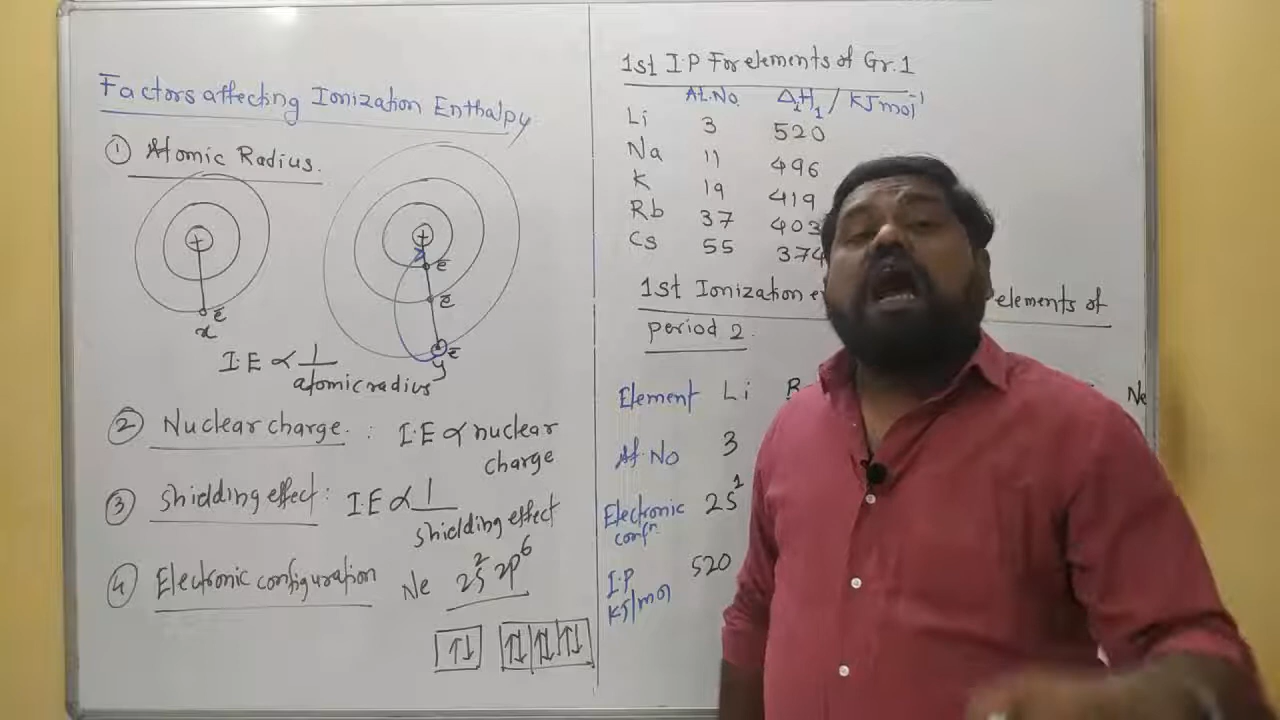 Factors affecting Ionization Enthalpy
① Atomic Radius.
+
ē
x
+
ē
ē
ē
y
I.E ∝ 1/atomic radius
② Nuclear charge. : I.E ∝ nuclear
charge
③ Shielding effect: I.E ∝ 1/shielding effect
④ Electronic configuration Ne 2s² 2p⁶
↑↓ ↑↓ ↑↓ ↑↓
1st I.P For elements of Gr.1
At.No ΔᵢH₁ / KJmol⁻¹
Li 3 520
Na 11 496
K 19 419
Rb 37 403
Cs 55 374
1st Ionization elements of
period 2.
Element Li Ne
At.No 3
Electronic 2s¹
confⁿ.
I.P 520
KJ/mol